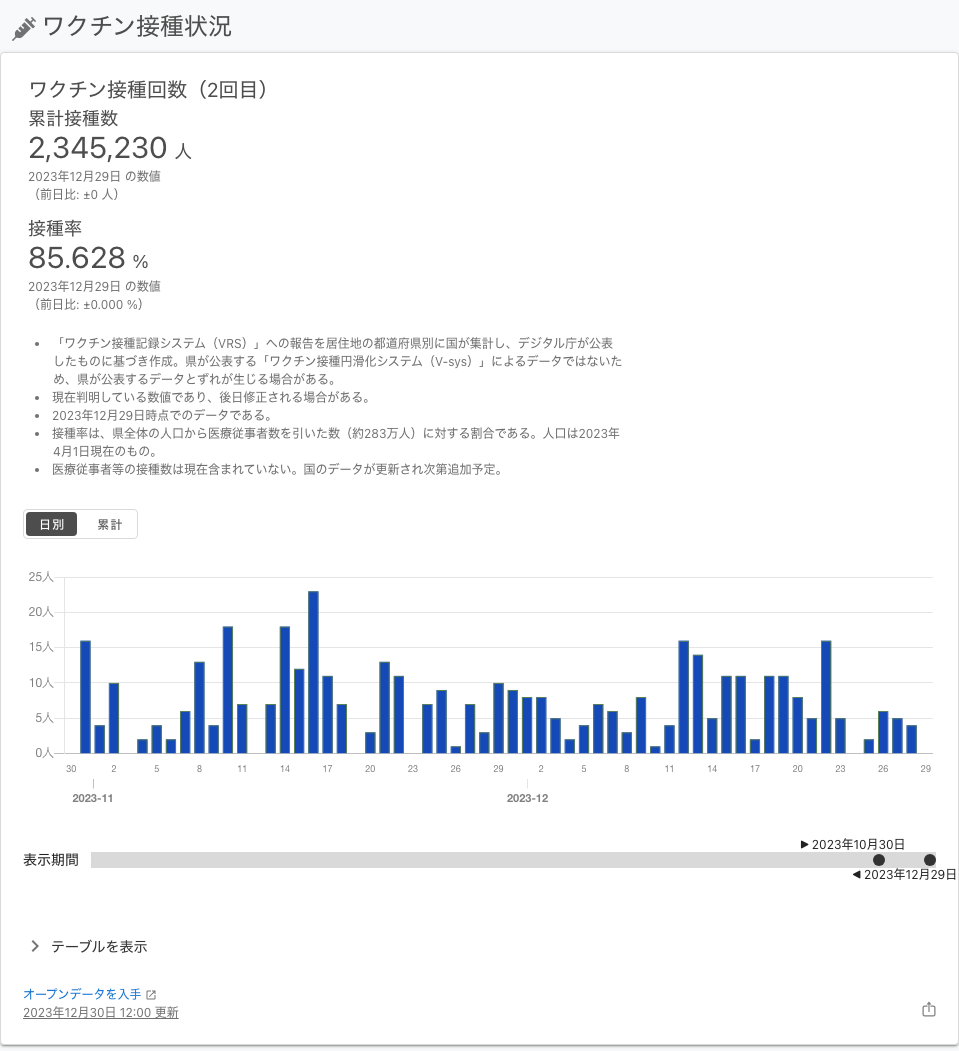 ワクチン接種状況
ワクチン接種回数（2回目）
累計接種数
2,345,230 人
2023年12月29日 の数値
（前日比: ±0 人）
接種率
85.628 %
2023年12月29日 の数値
（前日比: ±0.000 %）
• 「ワクチン接種記録システム（VRS）」への報告を居住地の都道府県別に国が集計し、デジタル庁が公表
したものに基づき作成。県が公表する「ワクチン接種円滑化システム（V-sys）」によるデータではないた
め、県が公表するデータとずれが生じる場合がある。
• 現在判明している数値であり、後日修正される場合がある。
• 2023年12月29日時点でのデータである。
• 接種率は、県全体の人口から医療従事者数を引いた数（約283万人）に対する割合である。人口は2023年
4月1日現在のもの。
• 医療従事者等の接種数は現在含まれていない。国のデータが更新され次第追加予定。
日別 累計
25人
20人
15人
10人
5人
0人
30 2 5 8 11 14 17 20 23 26 29 2 5 8 11 14 17 20 23 26 29
2023-11 2023-12
▶ 2023年10月30日
表示期間
◀ 2023年12月29日
テーブルを表示
オープンデータを入手
2023年12月30日 12:00 更新